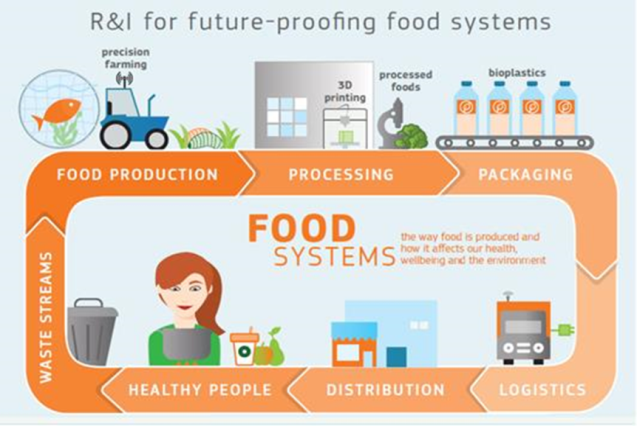 R&I for future-proofing food systems
precision
farming
3D
printing
processed
foods
bioplastics
FOOD PRODUCTION
PROCESSING
PACKAGING
FOOD
SYSTEMS
the way food is produced and
how it affects our health,
wellbeing and the environment
WASTE STREAMS
HEALTHY PEOPLE
DISTRIBUTION
LOGISTICS